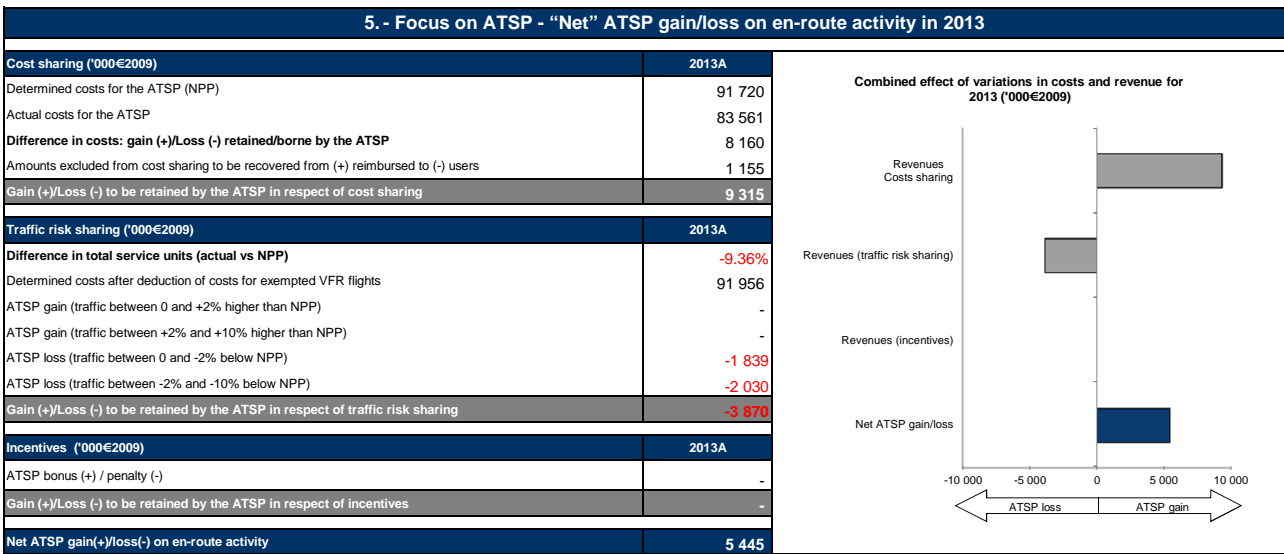 5. - Focus on ATSP - “Net” ATSP gain/loss on en-route activity in 2013
Cost sharing ('000€2009) 2013A
Determined costs for the ATSP (NPP) 91 720
Actual costs for the ATSP 83 561
Difference in costs: gain (+)/Loss (-) retained/borne by the ATSP 8 160
Amounts excluded from cost sharing to be recovered from (+) reimbursed to (-) users 1 155
Gain (+)/Loss (-) to be retained by the ATSP in respect of cost sharing 9 315
Traffic risk sharing ('000€2009) 2013A
Difference in total service units (actual vs NPP) -9.36%
Determined costs after deduction of costs for exempted VFR flights 91 956
ATSP gain (traffic between 0 and +2% higher than NPP) -
ATSP gain (traffic between +2% and +10% higher than NPP) -
ATSP loss (traffic between 0 and -2% below NPP) -1 839
ATSP loss (traffic between -2% and -10% below NPP) -2 030
Gain (+)/Loss (-) to be retained by the ATSP in respect of traffic risk sharing -3 870
Incentives ('000€2009) 2013A
ATSP bonus (+) / penalty (-) -
Gain (+)/Loss (-) to be retained by the ATSP in respect of incentives -
Net ATSP gain(+)/loss(-) on en-route activity 5 445
Combined effect of variations in costs and revenue for
2013 ('000€2009)
Revenues
Costs sharing
Revenues (traffic risk sharing)
Revenues (incentives)
Net ATSP gain/loss
-10 000 -5 000 0 5 000 10 000
ATSP loss ATSP gain